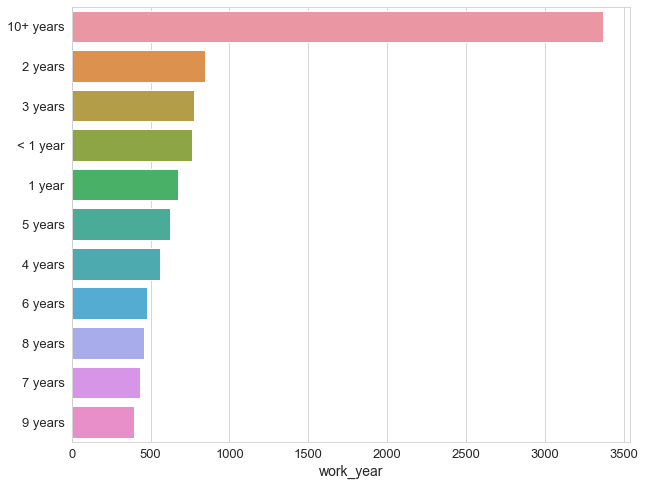 10+ years
2 years
3 years
< 1 year
1 year
5 years
4 years
6 years
8 years
7 years
9 years
0 500 1000 1500 2000 2500 3000 3500
work_year